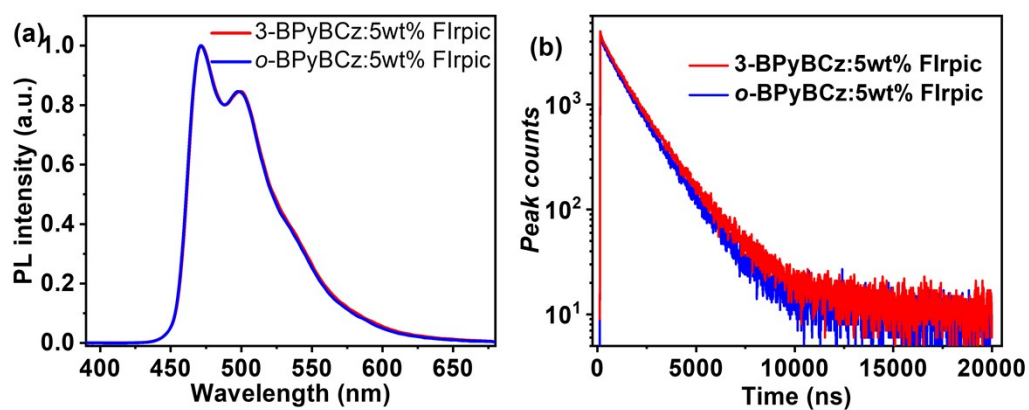 (a)
3-BPyBCz:5wt% FIrpic
o-BPyBCz:5wt% FIrpic
PL intensity (a.u.)
1.0
0.8
0.6
0.4
0.2
0.0
400 450 500 550 600 650
Wavelength (nm)
(b)
3-BPyBCz:5wt% FIrpic
o-BPyBCz:5wt% FIrpic
Peak counts
10³
10²
10¹
0 5000 10000 15000 20000
Time (ns)